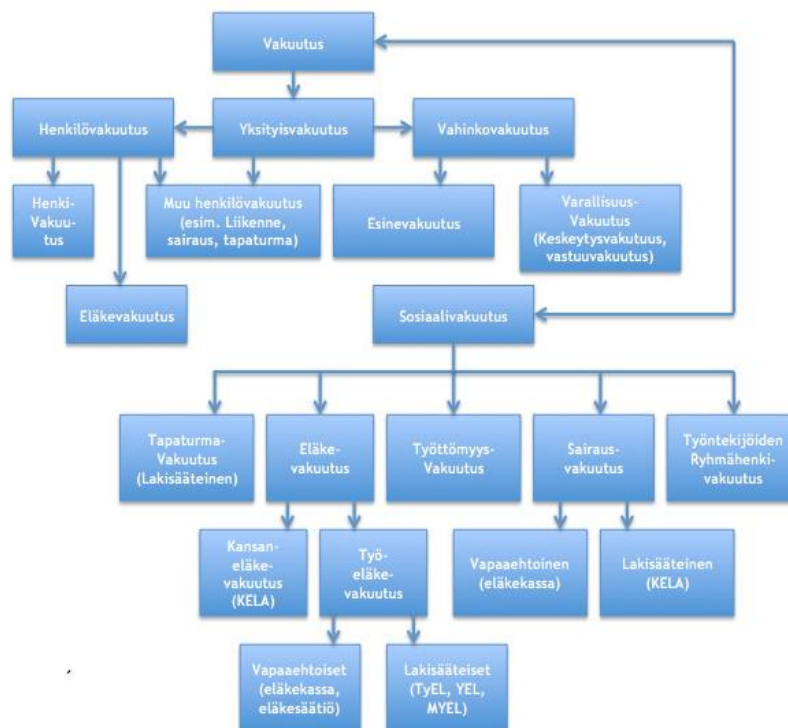 Vakuutus
Henkilövakuutus
Yksityisvakuutus
Vahinkovakuutus
Henki-
Vakuu-
tus
Muu henkilövakuutus
(esim. Liikenne,
sairaus, tapaturma)
Esinevakuutus
Varallisuus-
Vakuutus
(Keskeytysvakutuus,
vastuuvakuutus)
Eläkevakuutus
Sosiaalivakuutus
Tapaturma-
Vakuutus
(Lakisääteinen)
Eläke-
vakuutus
Työttömyys-
Vakuutus
Sairaus-
vakuutus
Työntekijöiden
Ryhmähenki-
vakuutus
Kansan-
eläke-
vakuutus
(KELA)
Työ-
eläke-
vakuutus
Vapaaehtoinen
(eläkekassa)
Lakisääteinen
(KELA)
Vapaaehtoiset
(eläkekassa,
eläkesäätiö)
Lakisääteiset
(TyEL, YEL,
MYEL)